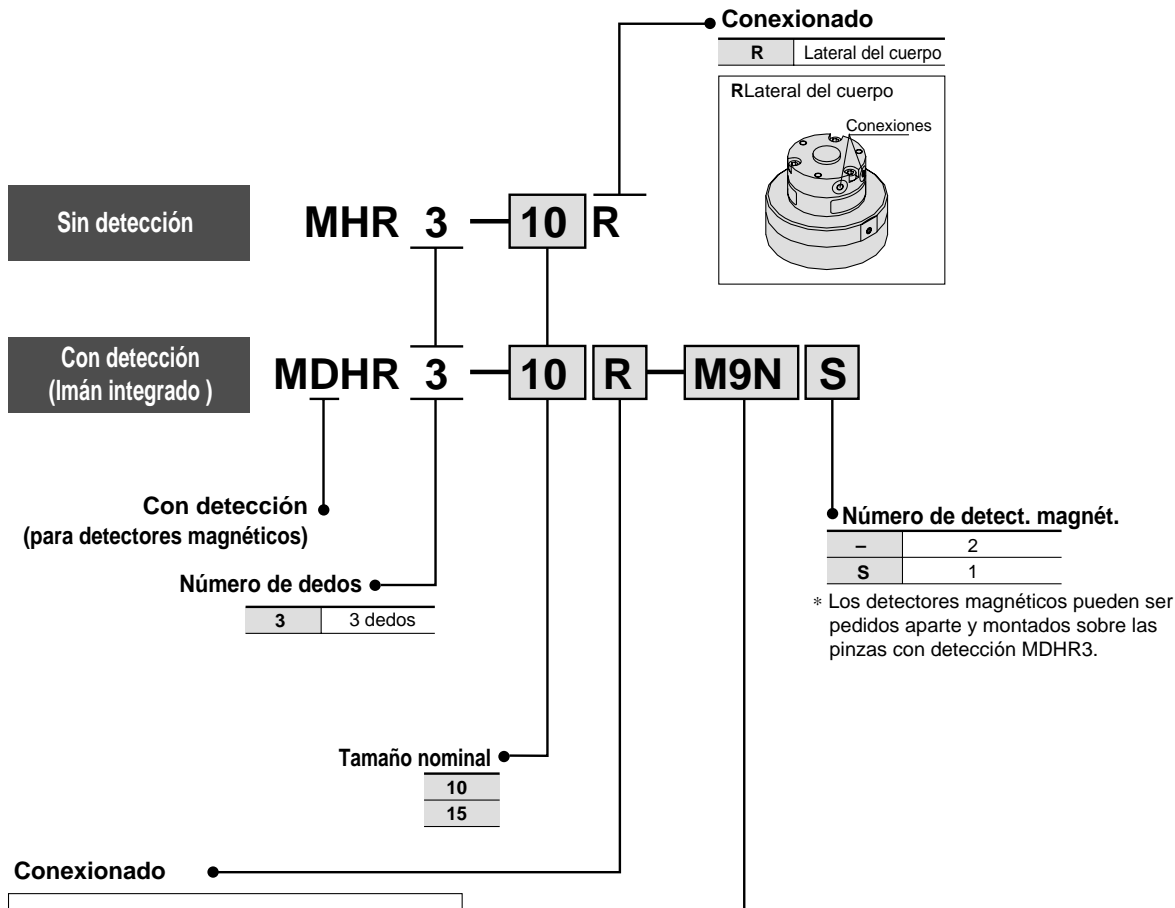 Conexionado
R Lateral del cuerpo
RLateral del cuerpo
Conexiones
Sin detección
MHR 3 — 10 R
Con detección
(Imán integrado )
MDHR 3 — 10 R — M9N S
Con detección
(para detectores magnéticos)
Número de detect. magnét.
– 2
S 1
* Los detectores magnéticos pueden ser
pedidos aparte y montados sobre las
pinzas con detección MDHR3.
Número de dedos
3 3 dedos
Tamaño nominal
10
15
Conexionado